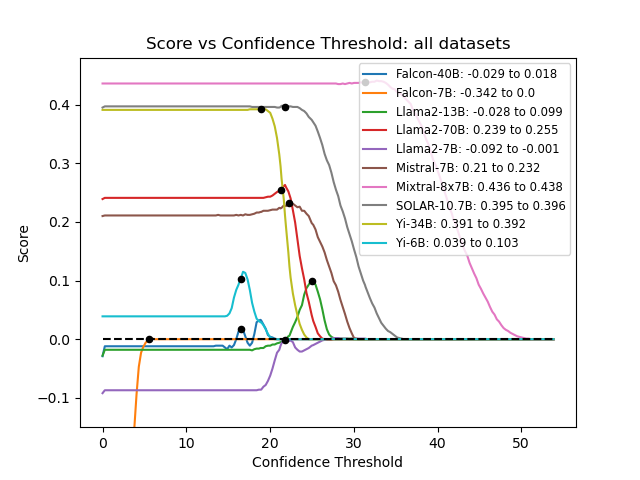 Score vs Confidence Threshold: all datasets
Falcon-40B: -0.029 to 0.018
Falcon-7B: -0.342 to 0.0
Llama2-13B: -0.028 to 0.099
Llama2-70B: 0.239 to 0.255
Llama2-7B: -0.092 to -0.001
Mistral-7B: 0.21 to 0.232
Mixtral-8x7B: 0.436 to 0.438
SOLAR-10.7B: 0.395 to 0.396
Yi-34B: 0.391 to 0.392
Yi-6B: 0.039 to 0.103
Score
0.4
0.3
0.2
0.1
0.0
−0.1
0 10 20 30 40 50
Confidence Threshold